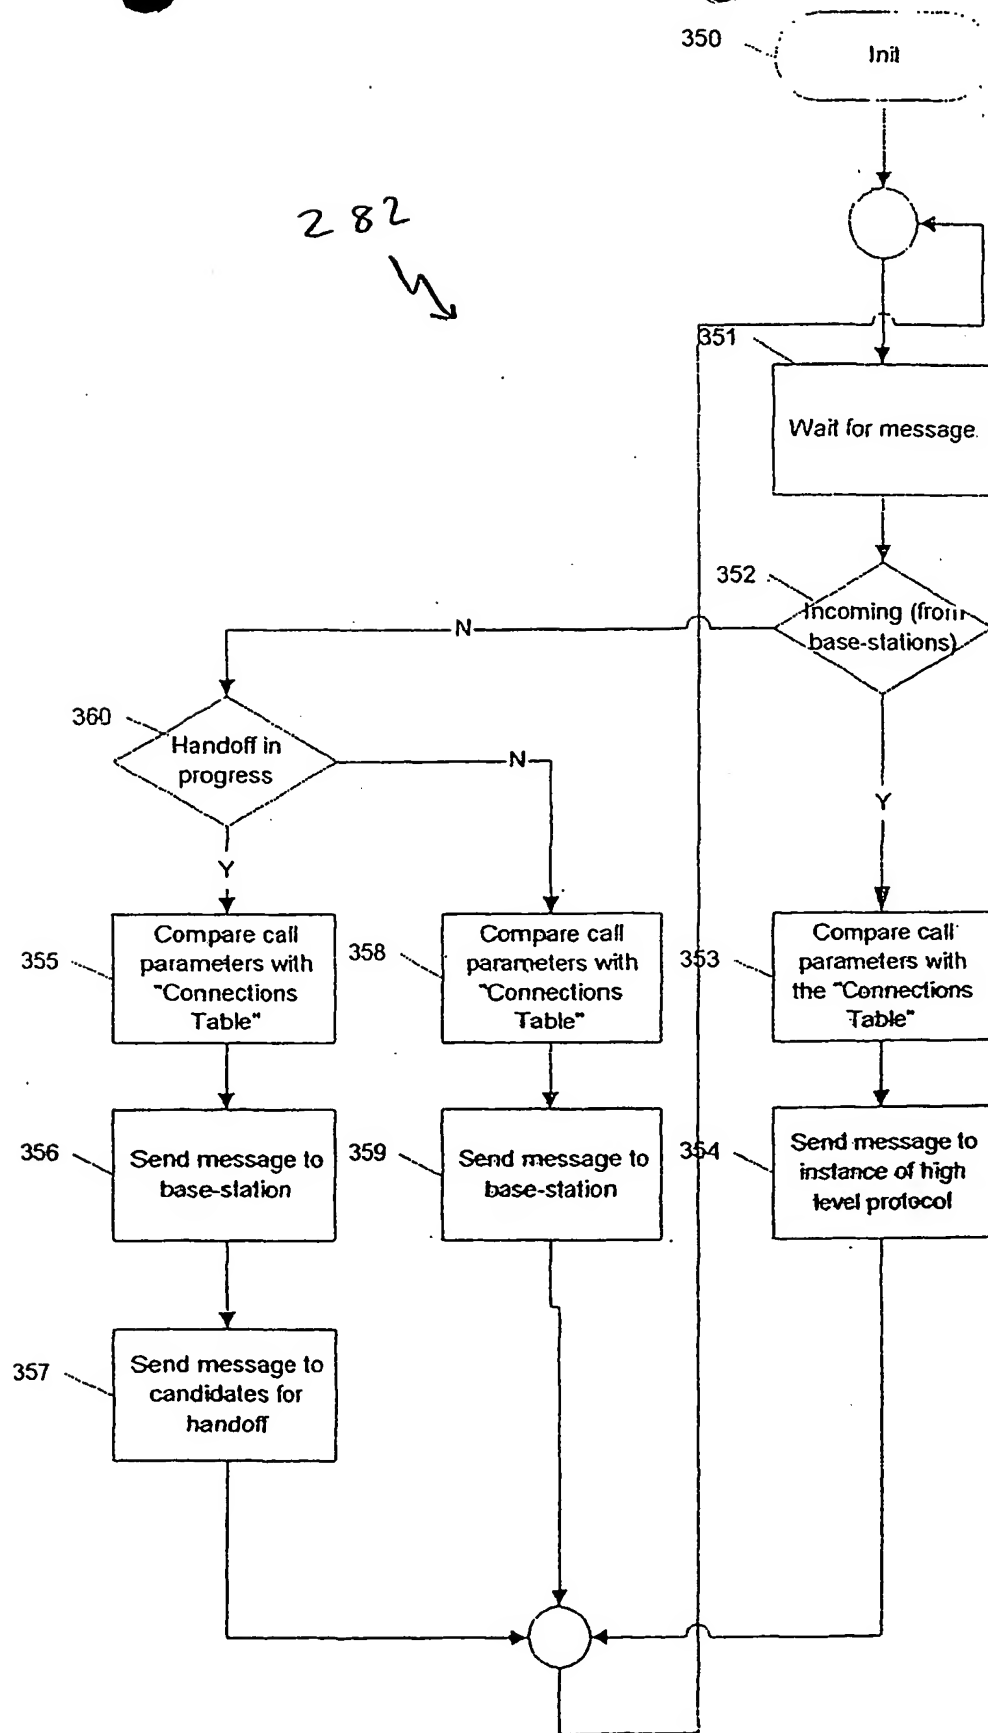 350
Init
282
351
Wait for message.
352
Incoming (from
base-stations)
N
360
Handoff in
progress
N
Y
Y
355
Compare call
parameters with
"Connections
Table"
358
Compare call
parameters with
"Connections
Table"
353
Compare call
parameters with
the "Connections
Table"
356
Send message to
base-station
359
Send message to
base-station
354
Send message to
instance of high
level protocol
357
Send message to
candidates for
handoff